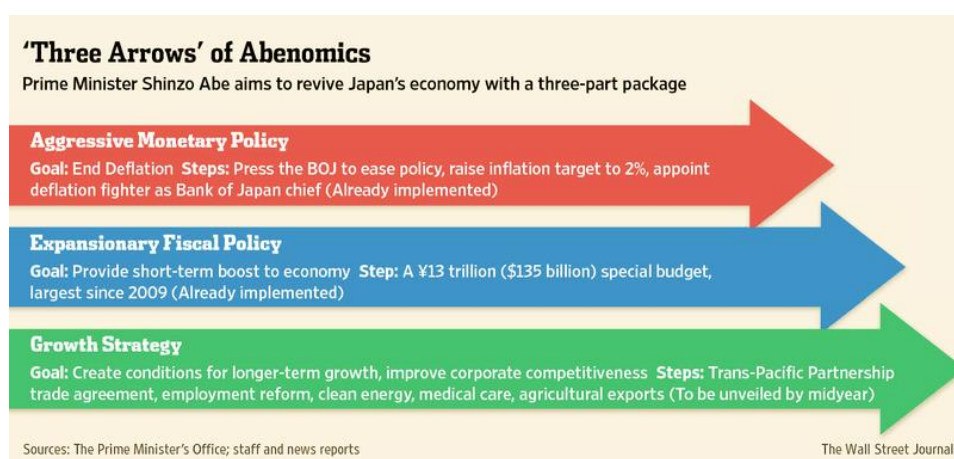 ‘Three Arrows’ of Abenomics
Prime Minister Shinzo Abe aims to revive Japan’s economy with a three-part package
Aggressive Monetary Policy
Goal: End Deflation Steps: Press the BOJ to ease policy, raise inflation target to 2%, appoint
deflation fighter as Bank of Japan chief (Already implemented)
Expansionary Fiscal Policy
Goal: Provide short-term boost to economy Step: A ¥13 trillion ($135 billion) special budget,
largest since 2009 (Already implemented)
Growth Strategy
Goal: Create conditions for longer-term growth, improve corporate competitiveness Steps: Trans-Pacific Partnership
trade agreement, employment reform, clean energy, medical care, agricultural exports (To be unveiled by midyear)
Sources: The Prime Minister’s Office; staff and news reports
The Wall Street Journal